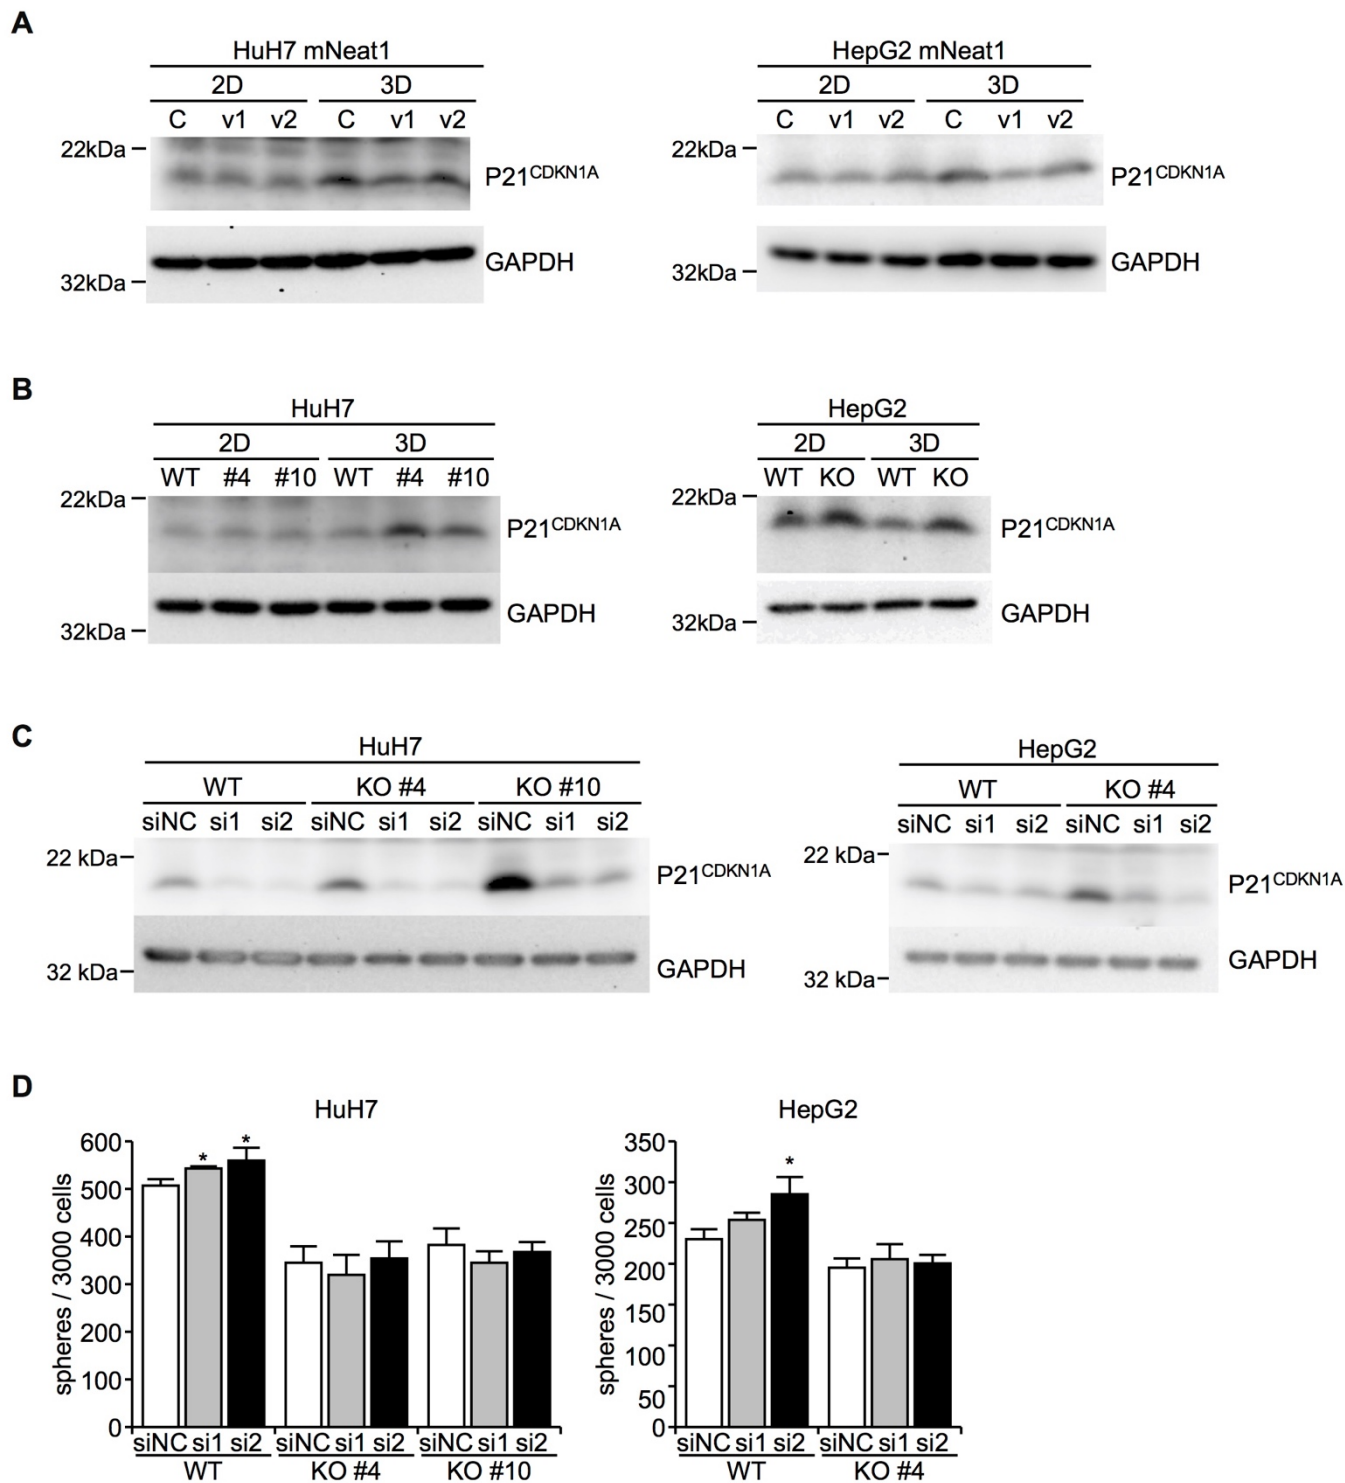 A
HuH7 mNeat1
2D 3D
C v1 v2 C v1 v2
22kDa
P21CDKN1A
GAPDH
32kDa
HepG2 mNeat1
2D 3D
C v1 v2 C v1 v2
22kDa
P21CDKN1A
GAPDH
32kDa
B
HuH7
2D 3D
WT #4 #10 WT #4 #10
22kDa
P21CDKN1A
GAPDH
32kDa
HepG2
2D 3D
WT KO WT KO
22kDa
P21CDKN1A
GAPDH
32kDa
C
HuH7
WT KO #4 KO #10
siNC si1 si2 siNC si1 si2 siNC si1 si2
22 kDa
P21CDKN1A
GAPDH
32 kDa
HepG2
WT KO #4
siNC si1 si2 siNC si1 si2
22 kDa
P21CDKN1A
GAPDH
32 kDa
D
HuH7
spheres / 3000 cells
600
500
400
300
200
100
0
* *
siNC si1 si2 siNC si1 si2 siNC si1 si2
WT KO #4 KO #10
HepG2
spheres / 3000 cells
350
300
250
200
150
100
50
0
*
siNC si1 si2 siNC si1 si2
WT KO #4